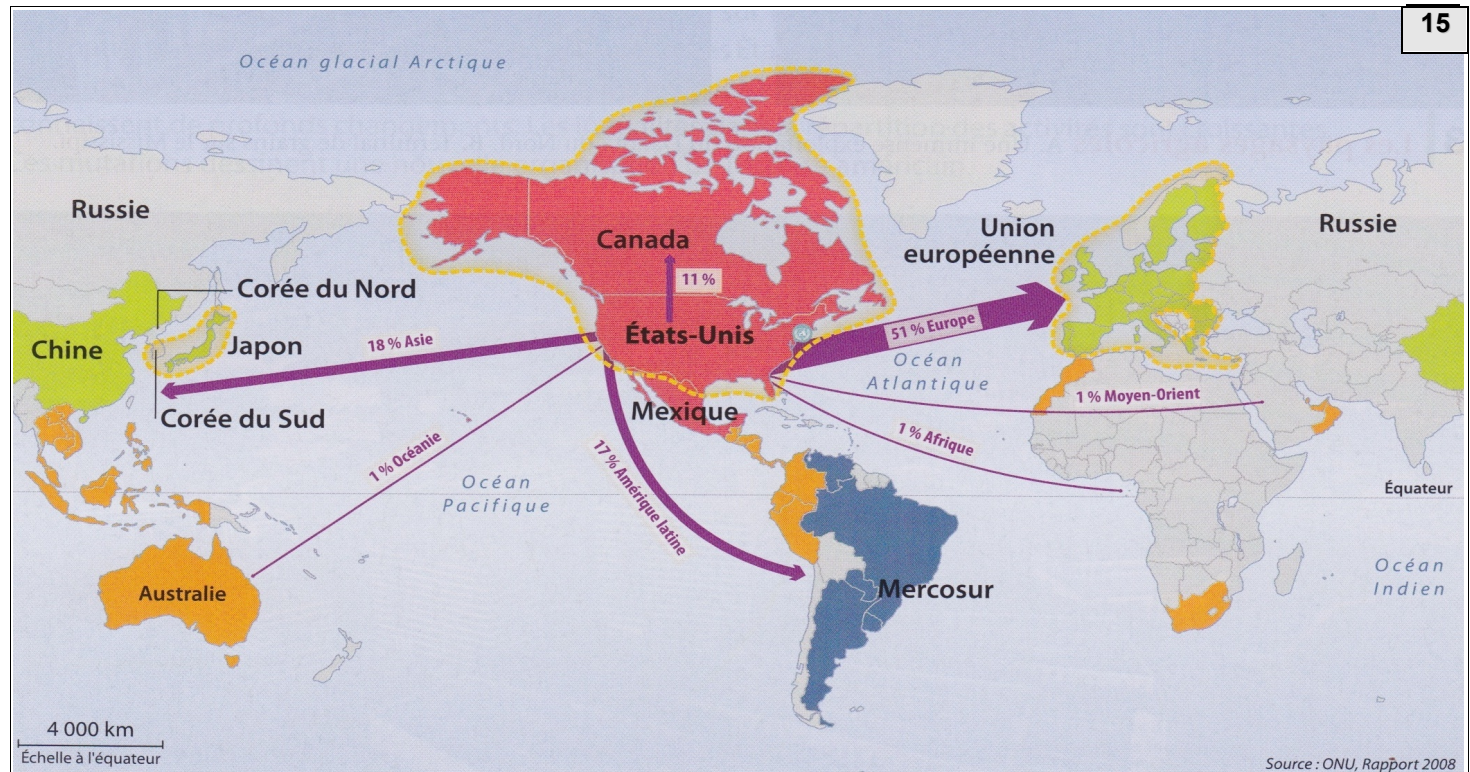 15
Océan glacial Arctique
Russie
Canada
11 %
Union
européenne
Russie
Corée du Nord
États-Unis
51 % Europe
Chine
Japon
18 % Asie
Océan
Atlantique
Corée du Sud
Mexique
1 % Moyen-Orient
1 % Afrique
1 % Océanie
17 % Amérique latine
Océan
Pacifique
Équateur
Australie
Mercosur
Océan
Indien
4 000 km
Échelle à l'équateur
Source : ONU, Rapport 2008